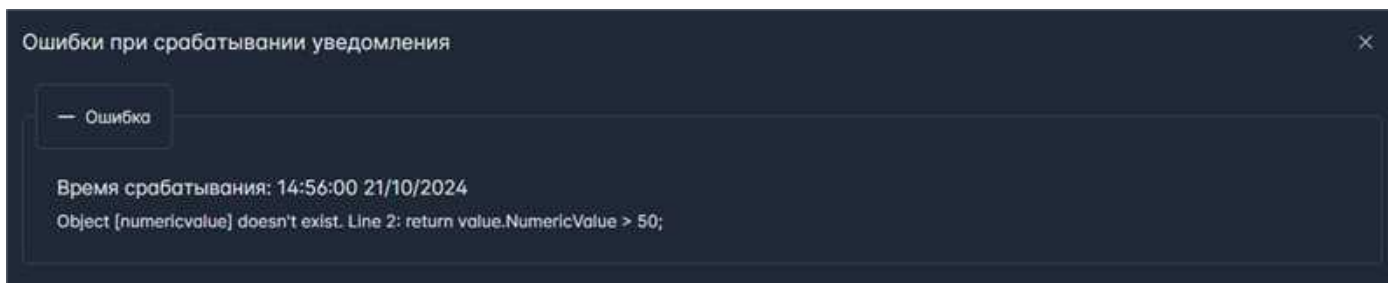 Ошибки при срабатывании уведомления
— Ошибка
Время срабатывания: 14:56:00 21/10/2024
Object [numericvalue] doesn't exist. Line 2: return value.NumericValue > 50;